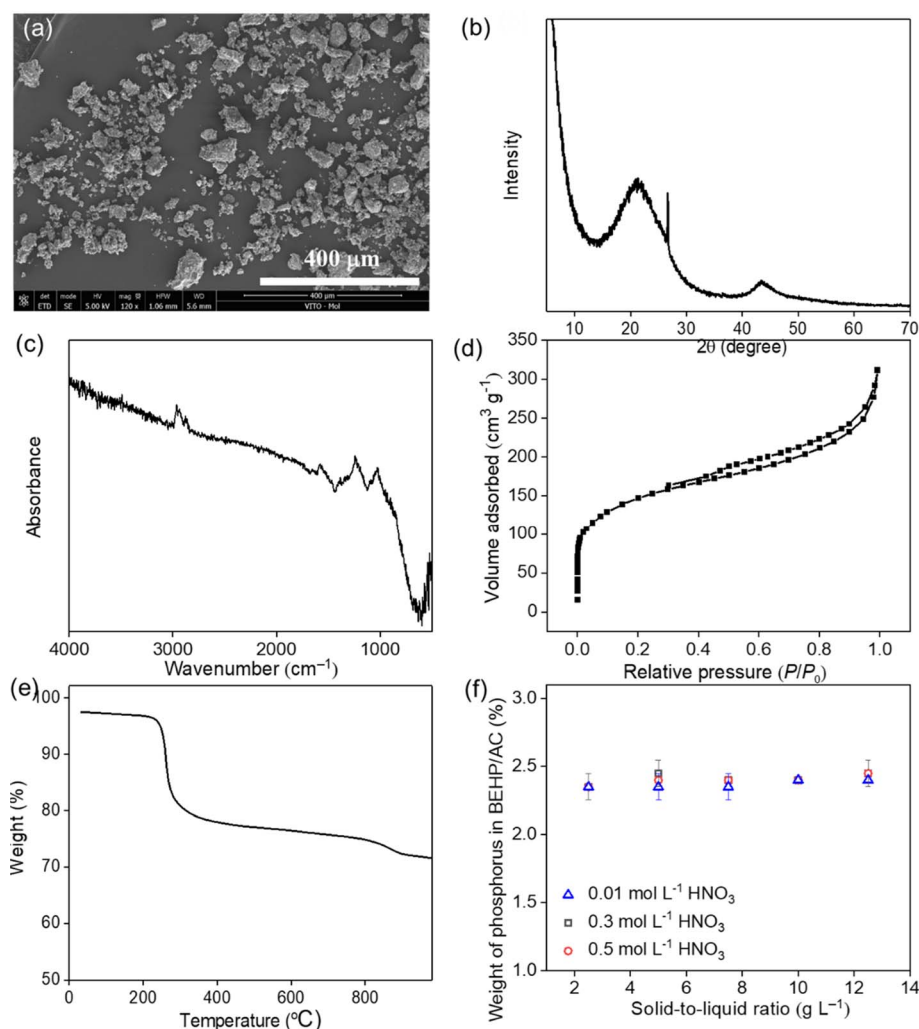 (a)
400 μm
det mode HV mag HFW WD
ETD SE 5.00 kV 120 x 1.06 mm 5.6 mm
400 μm
VITO - Mol
(b)
Intensity
10 20 30 40 50 60 70
2θ (degree)
(c)
Absorbance
4000 3000 2000 1000
Wavenumber (cm⁻¹)
(d)
Volume adsorbed (cm³ g⁻¹)
350
300
250
200
150
100
50
0
0.0 0.2 0.4 0.6 0.8 1.0
Relative pressure (P/P₀)
(e)
Weight (%)
100
90
80
70
60
50
0 200 400 600 800
Temperature (ºC)
(f)
Weight of phosphorus in BEHP/AC (%)
3.0
2.5
2.0
1.5
1.0
0.01 mol L⁻¹ HNO₃
0.3 mol L⁻¹ HNO₃
0.5 mol L⁻¹ HNO₃
2 4 6 8 10 12 14
Solid-to-liquid ratio (g L⁻¹)